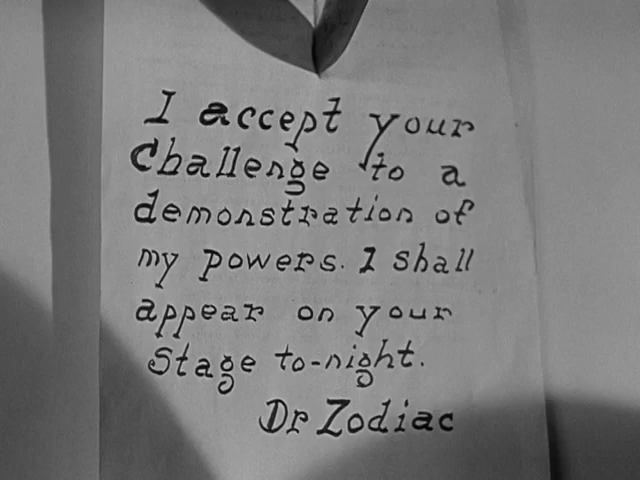 I accept your
Challenge to a
demonstration of
my powers. I shall
appear on your
Stage to-night.
Dr Zodiac